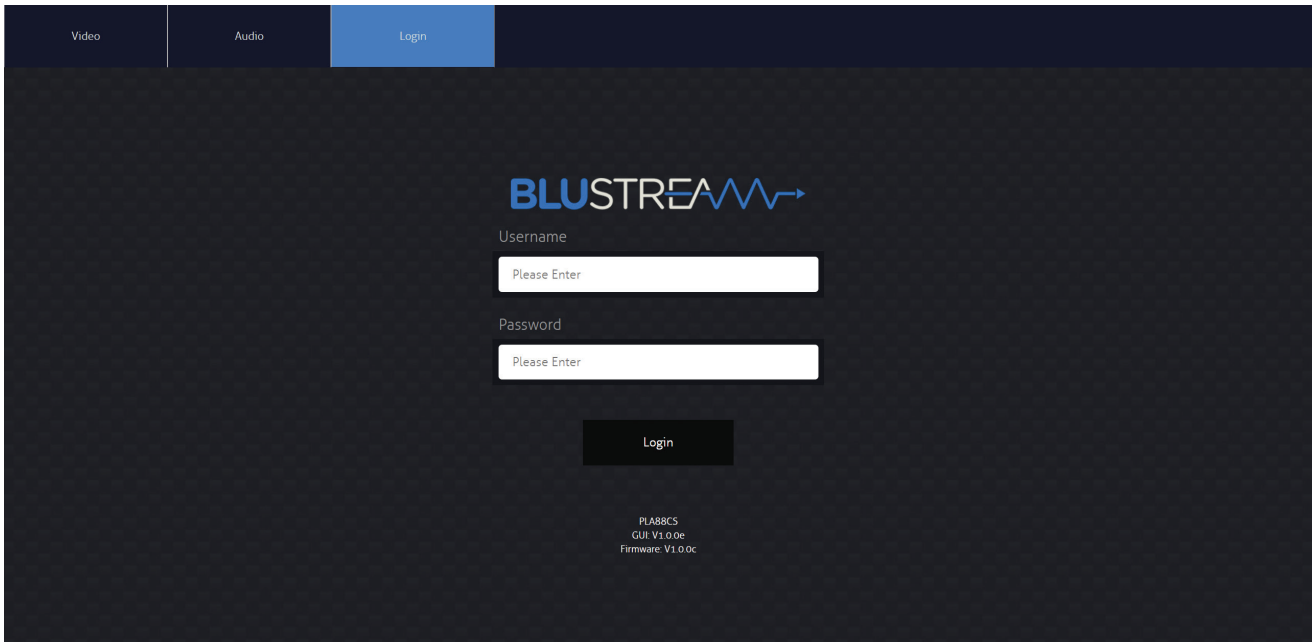 Video Audio Login
BLUSTREAM
Username
Please Enter
Password
Please Enter
Login
PLA88CS
GUI: V1.0.0e
Firmware: V1.0.0c